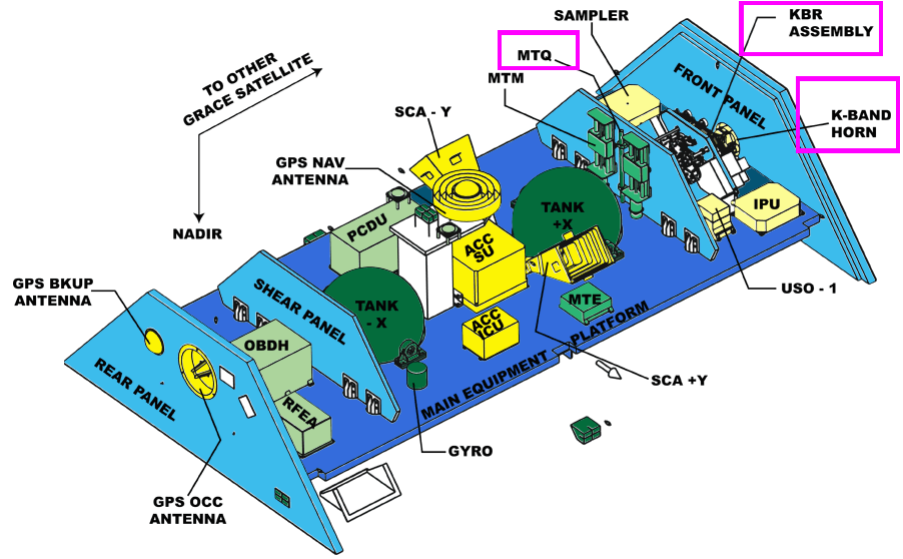 SAMPLER
KBR
ASSEMBLY
MTQ
MTM
FRONT PANEL
K-BAND
HORN
TO OTHER
GRACE SATELLITE
SCA - Y
GPS NAV
ANTENNA
NADIR
PCDU
TANK
+X
IPU
ACC
SU
USO - 1
GPS BKUP
ANTENNA
SHEAR PANEL
TANK
- X
MTE
ACC
ICU
OBDH
MAIN EQUIPMENT PLATFORM
SCA +Y
REAR PANEL
RFEA
GYRO
GPS OCC
ANTENNA